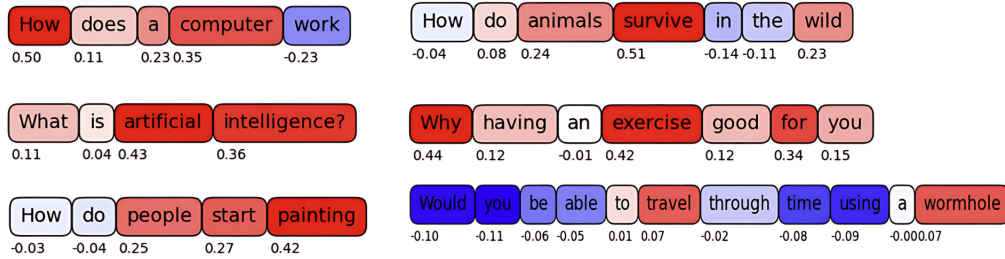 How does a computer work
0.50 0.11 0.23 0.35 -0.23
What is artificial intelligence?
0.11 0.04 0.43 0.36
How do people start painting
-0.03 -0.04 0.25 0.27 0.42
How do animals survive in the wild
-0.04 0.08 0.24 0.51 -0.14 -0.11 0.23
Why having an exercise good for you
0.44 0.12 -0.01 0.42 0.12 0.34 0.15
Would you be able to travel through time using a wormhole
-0.10 -0.11 -0.06 -0.05 0.01 0.07 -0.02 -0.08 -0.09 -0.00 0.07